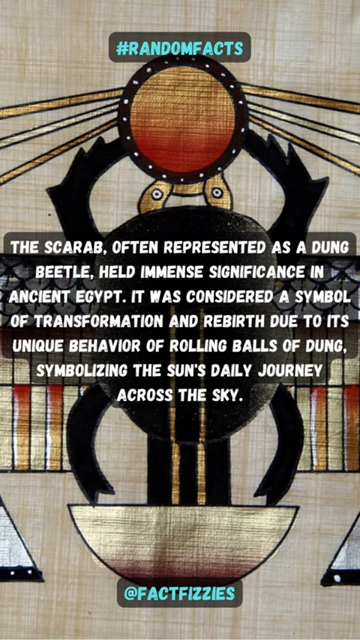 #RANDOMFACTS
THE SCARAB, OFTEN REPRESENTED AS A DUNG
BEETLE, HELD IMMENSE SIGNIFICANCE IN
ANCIENT EGYPT. IT WAS CONSIDERED A SYMBOL
OF TRANSFORMATION AND REBIRTH DUE TO ITS
UNIQUE BEHAVIOR OF ROLLING BALLS OF DUNG,
SYMBOLIZING THE SUN'S DAILY JOURNEY
ACROSS THE SKY.
@FACTFIZZIES